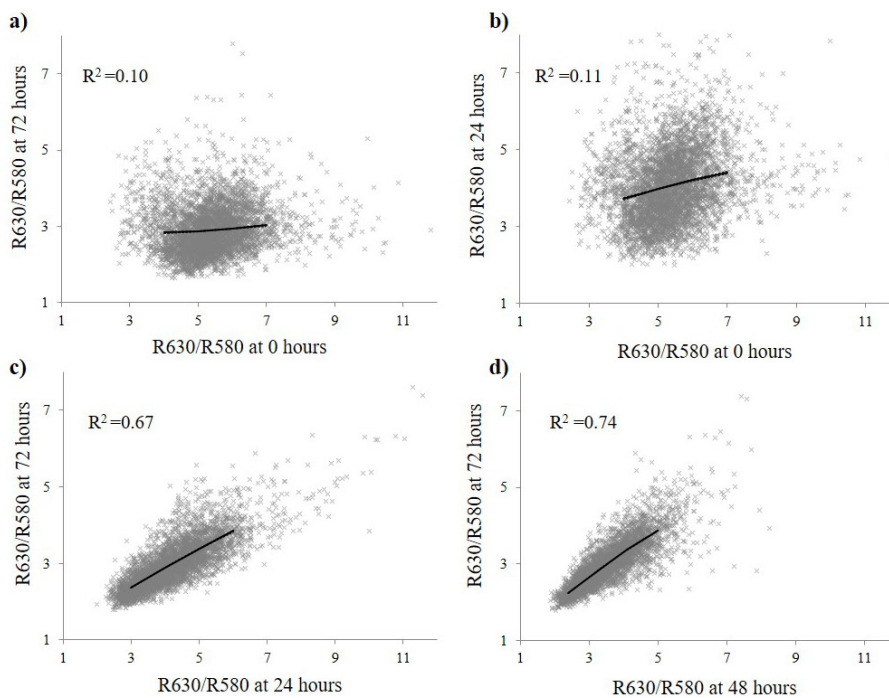 a)
R² =0.10
R630/R580 at 72 hours
7
5
3
1
1 3 5 7 9 11
R630/R580 at 0 hours
b)
R² =0.11
R630/R580 at 24 hours
7
5
3
1
1 3 5 7 9 11
R630/R580 at 0 hours
c)
R² =0.67
R630/R580 at 72 hours
7
5
3
1
1 3 5 7 9 11
R630/R580 at 24 hours
d)
R² =0.74
R630/R580 at 72 hours
7
5
3
1
1 3 5 7 9 11
R630/R580 at 48 hours